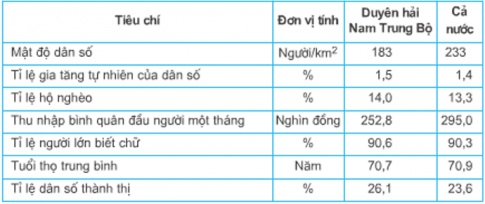 Tiêu chí | Đơn vị tính | Duyên hải Nam Trung Bộ | Cả nước
Mật độ dân số | Người/km² | 183 | 233
Tỉ lệ gia tăng tự nhiên của dân số | % | 1,5 | 1,4
Tỉ lệ hộ nghèo | % | 14,0 | 13,3
Thu nhập bình quân đầu người một tháng | Nghìn đồng | 252,8 | 295,0
Tỉ lệ người lớn biết chữ | % | 90,6 | 90,3
Tuổi thọ trung bình | Năm | 70,7 | 70,9
Tỉ lệ dân số thành thị | % | 26,1 | 23,6